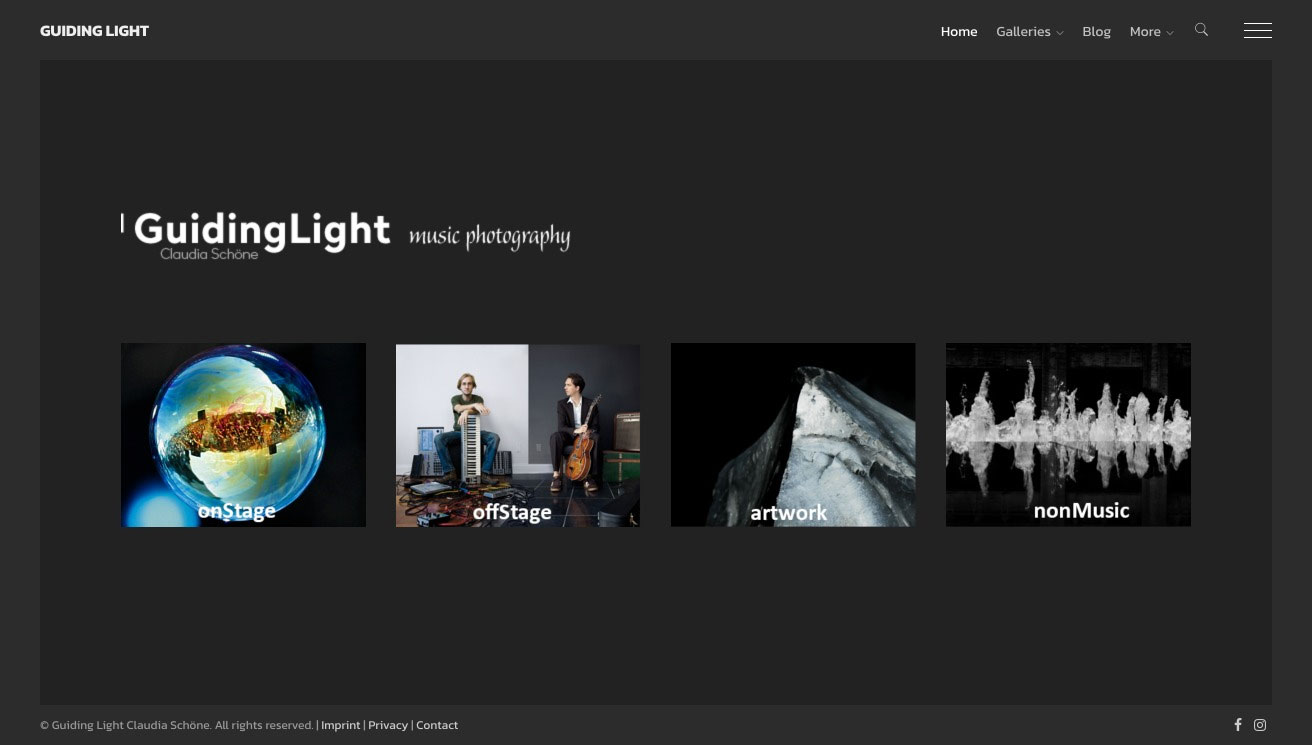 GUIDING LIGHT
Home Galleries Blog More
GuidingLight music photography
Claudia Schöne
onStage
offStage
artwork
nonMusic
© Guiding Light Claudia Schöne. All rights reserved. | Imprint | Privacy | Contact